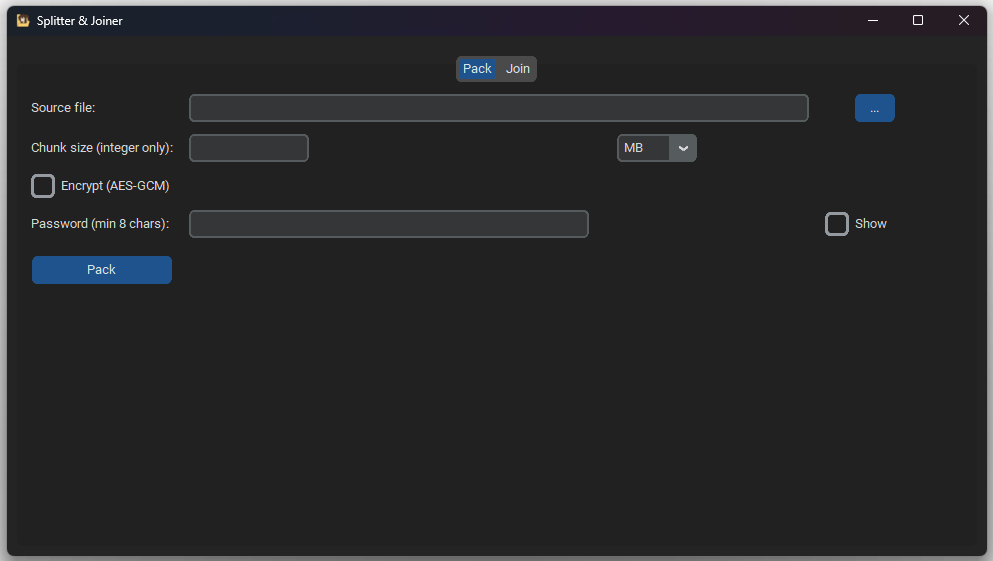 Splitter & Joiner
Pack Join
Source file: ...
Chunk size (integer only): MB
Encrypt (AES-GCM)
Password (min 8 chars): Show
Pack